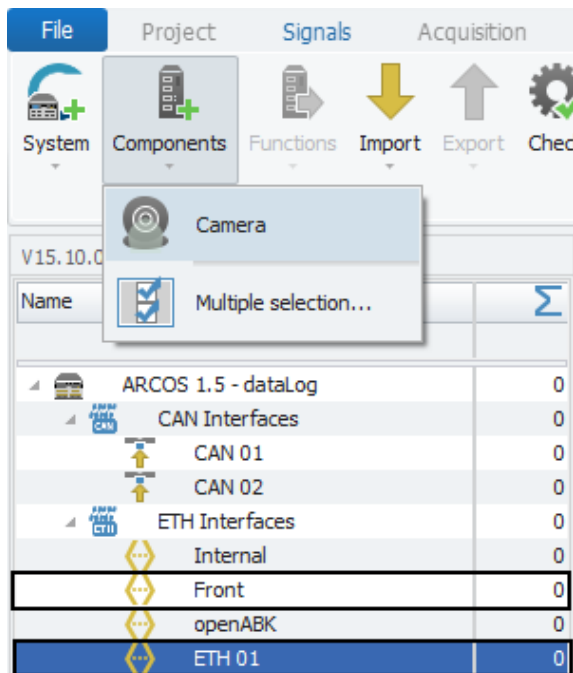 File Project Signals Acquisition
System Components Functions Import Export Chec
Camera
V15.10.0
Multiple selection...
Name Σ
ARCOS 1.5 - dataLog 0
CAN Interfaces 0
CAN 01 0
CAN 02 0
ETH Interfaces 0
Internal 0
Front 0
openABK 0
ETH 01 0